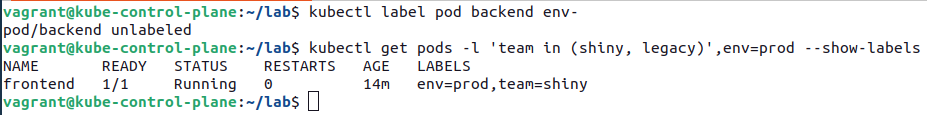 vagrant@kube-control-plane:~/lab$ kubectl label pod backend env-
pod/backend unlabeled
vagrant@kube-control-plane:~/lab$ kubectl get pods -l 'team in (shiny, legacy)',env=prod --show-labels
NAME       READY   STATUS    RESTARTS   AGE   LABELS
frontend   1/1     Running   0          14m   env=prod,team=shiny
vagrant@kube-control-plane:~/lab$